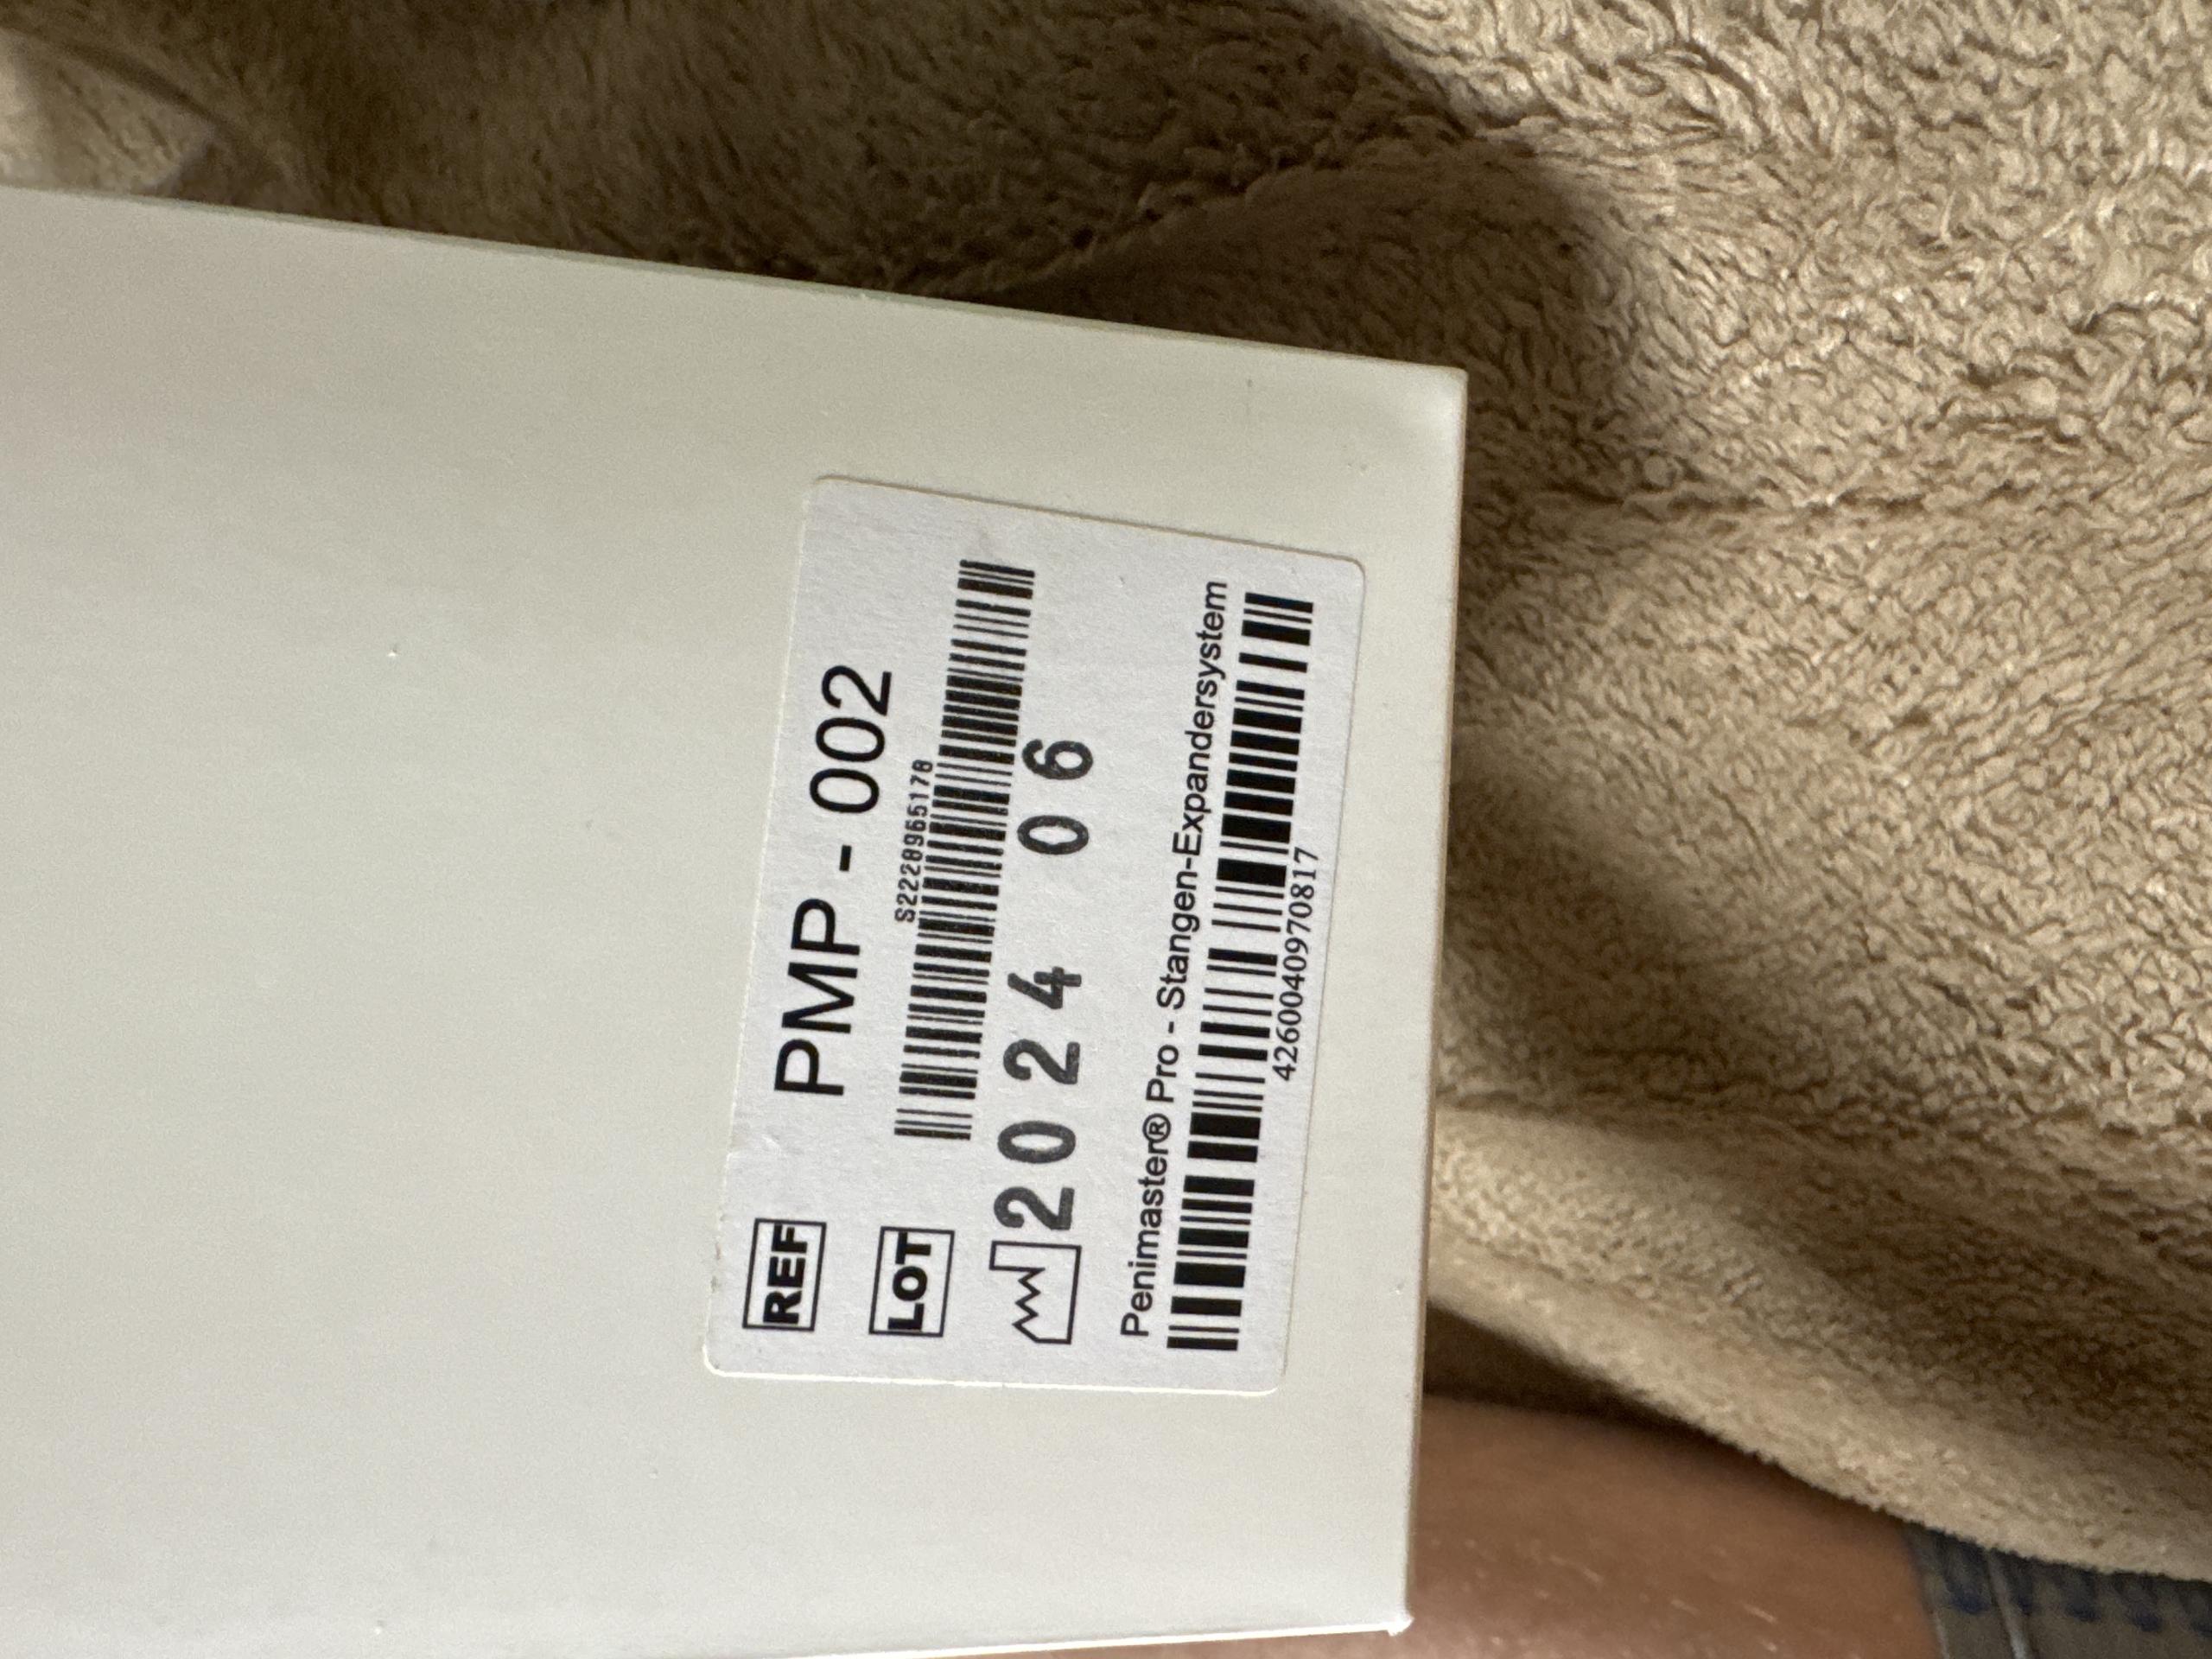 REF PMP - 002
S2228965178
LOT
2024 06
Penimaster® Pro - Stangen-Expandersystem
4260040970817